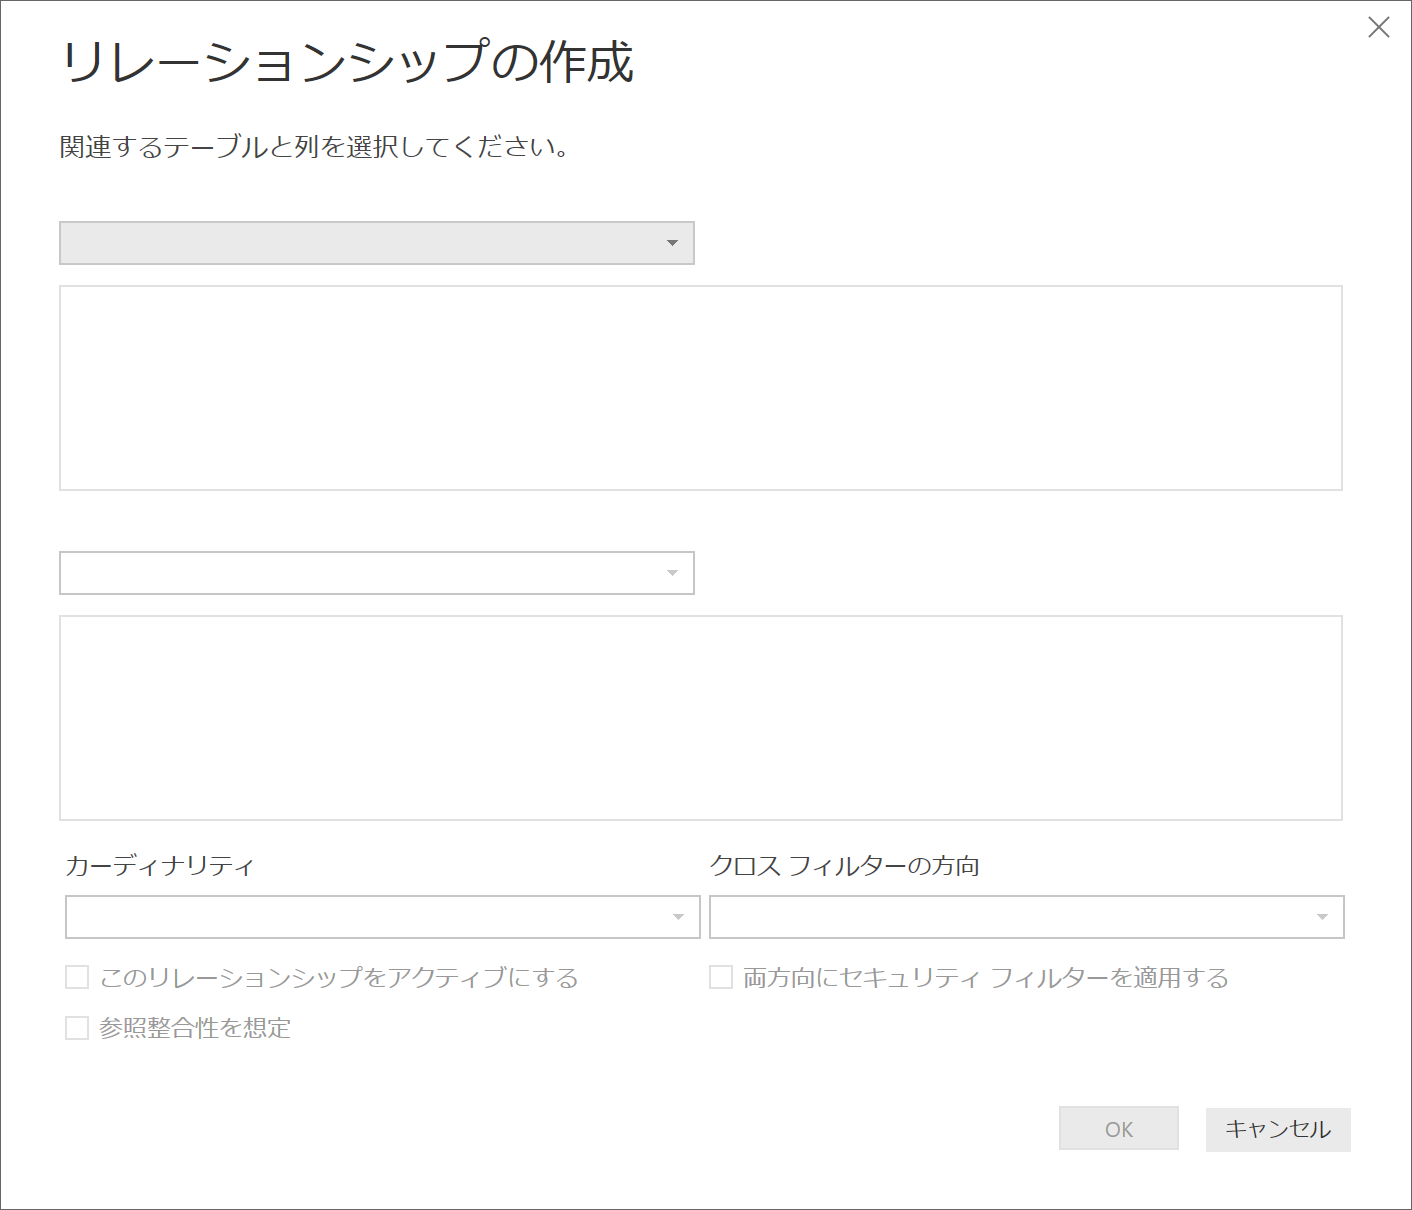 リレーションシップの作成
関連するテーブルと列を選択してください。
カーディナリティ
クロス フィルターの方向
このリレーションシップをアクティブにする
両方向にセキュリティ フィルターを適用する
参照整合性を想定
OK
キャンセル